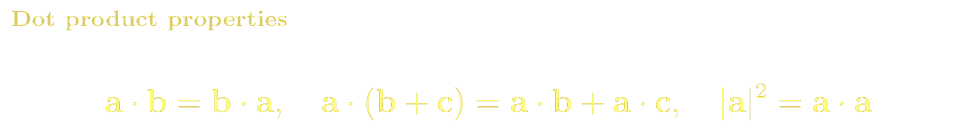 Dot product properties
a · b = b · a, a · (b + c) = a · b + a · c, |a|² = a · a